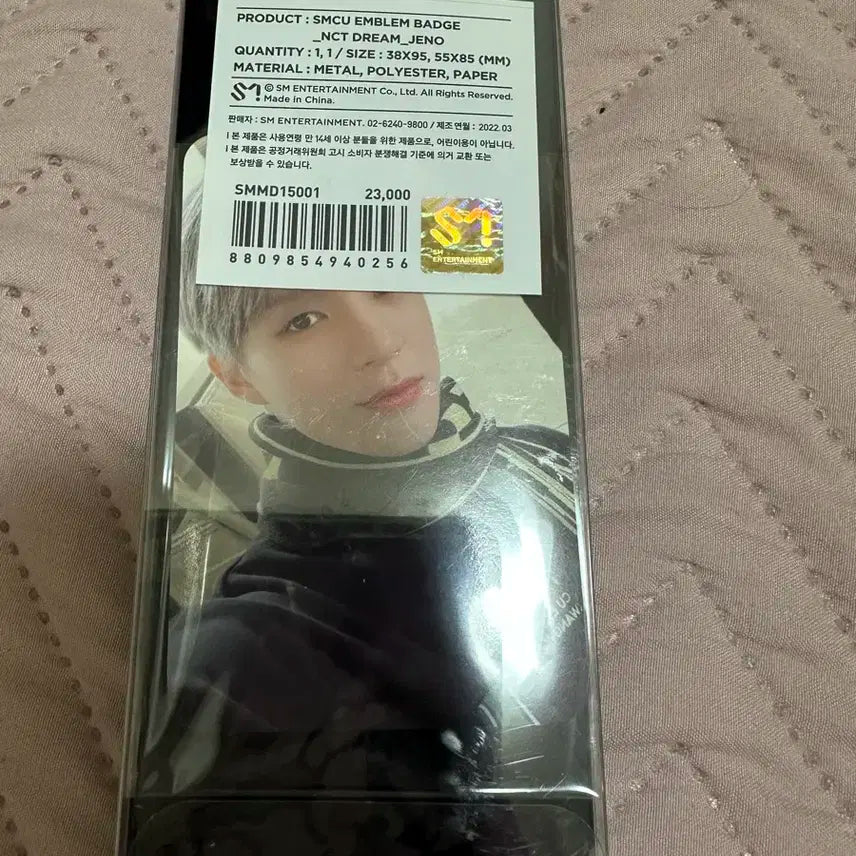 PRODUCT : SMCU EMBLEM BADGE
_NCT DREAM_JENO
QUANTITY : 1, 1 / SIZE : 38X95, 55X85 (MM)
MATERIAL : METAL, POLYESTER, PAPER
© SM ENTERTAINMENT Co., Ltd. All Rights Reserved.
Made in China.
판매자 : SM ENTERTAINMENT. 02-6240-9800 / 제조 연월 : 2022.03
본 제품은 사용연령 만 14세 이상 분들을 위한 제품으로, 어린이용이 아닙니다.
본 제품은 공정거래위원회 고시 소비자 분쟁해결 기준에 의거 교환 또는
보상받을 수 있습니다.
SMMD15001 23,000
8809854940256
SM
ENTERTAINMENT